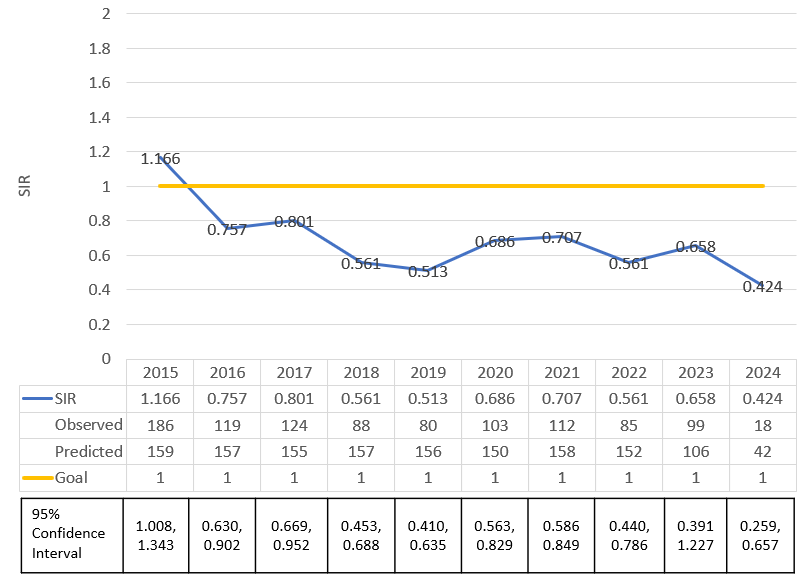 2
1.8
1.6
1.4
1.2
1
0.8
0.6
0.4
0.2
0
SIR
1.166
0.757
0.801
0.561
0.513
0.686
0.707
0.561
0.658
0.424
2015 2016 2017 2018 2019 2020 2021 2022 2023 2024
SIR 1.166 0.757 0.801 0.561 0.513 0.686 0.707 0.561 0.658 0.424
Observed 186 119 124 88 80 103 112 85 99 18
Predicted 159 157 155 157 156 150 158 152 106 42
Goal 1 1 1 1 1 1 1 1 1 1
95%
Confidence
Interval
1.008, 0.630, 0.669, 0.453, 0.410, 0.563, 0.586 0.440, 0.391 0.259,
1.343 0.902 0.952 0.688 0.635 0.829 0.849 0.786 1.227 0.657